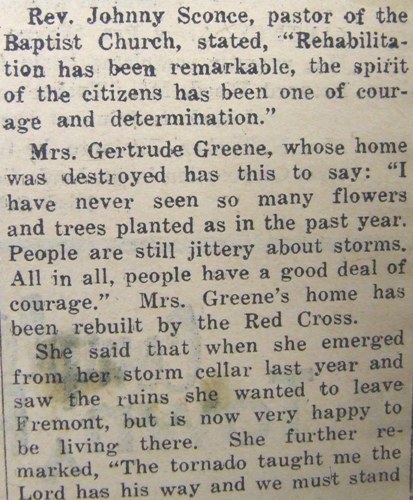 Rev. Johnny Sconce, pastor of the
Baptist Church, stated, "Rehabilita-
tion has been remarkable, the spirit
of the citizens has been one of cour-
age and determination."
Mrs. Gertrude Greene, whose home
was destroyed has this to say: "I
have never seen so many flowers
and trees planted as in the past year.
People are still jittery about storms.
All in all, people have a good deal of
courage." Mrs. Greene's home has
been rebuilt by the Red Cross.
She said that when she emerged
from her storm cellar last year and
saw the ruins she wanted to leave
Fremont, but is now very happy to
be living there. She further re-
marked, "The tornado taught me the
Lord has his way and we must stand